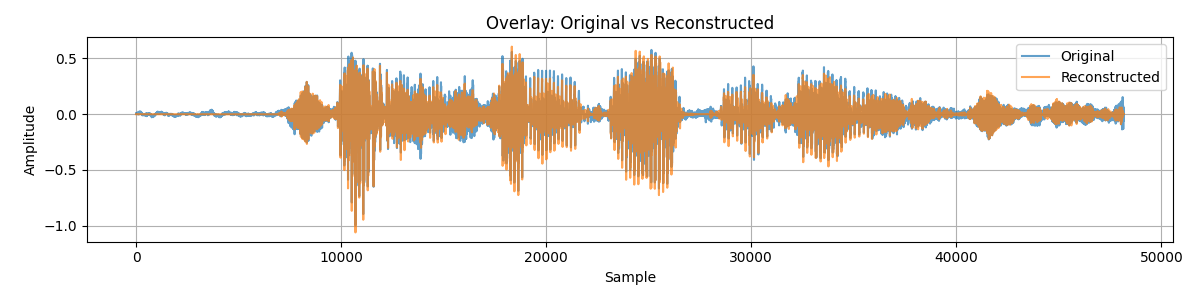 Overlay: Original vs Reconstructed
Original
Reconstructed
Amplitude
0.5
0.0
−0.5
−1.0
0 10000 20000 30000 40000 50000
Sample